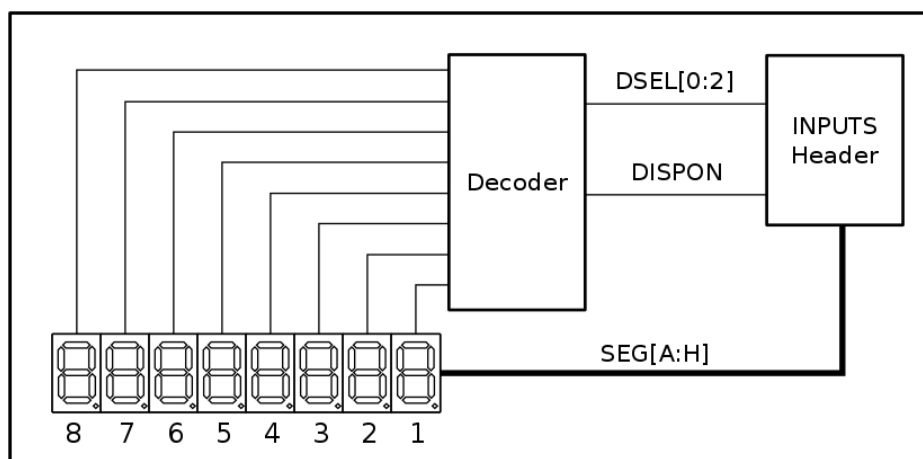 DSEL[0:2]
INPUTS
Header
Decoder
DISPON
SEG[A:H]
8 7 6 5 4 3 2 1